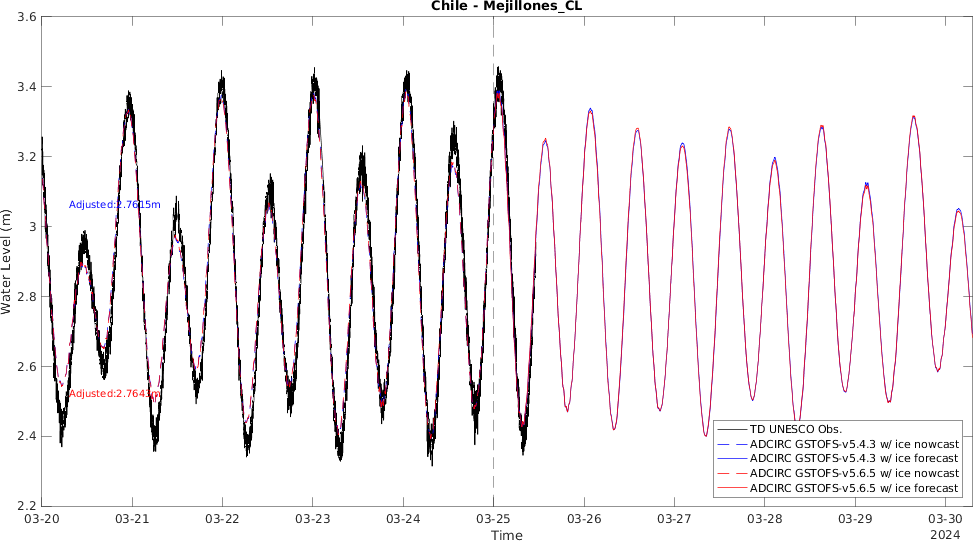 Chile - Mejillones_CL
3.6
3.4
3.2
3
2.8
2.6
2.4
2.2
Water Level (m)
Adjusted:2.7615m
Adjusted:2.7643m
TD UNESCO Obs.
ADCIRC GSTOFS-v5.4.3 w/ ice nowcast
ADCIRC GSTOFS-v5.4.3 w/ ice forecast
ADCIRC GSTOFS-v5.6.5 w/ ice nowcast
ADCIRC GSTOFS-v5.6.5 w/ ice forecast
03-20 03-21 03-22 03-23 03-24 03-25 03-26 03-27 03-28 03-29 03-30
Time
2024